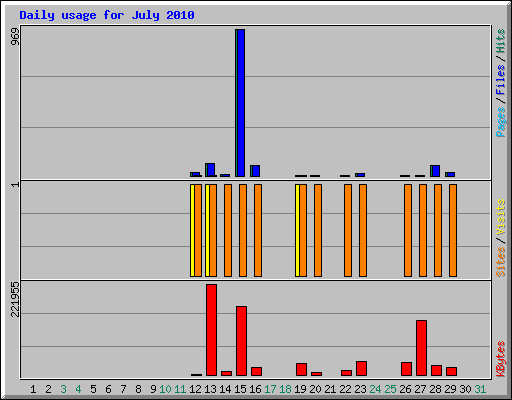 Daily usage for July 2010
969
Pages/Files/Hits
1
Sites/Visits
221955
KBytes
1 2 3 4 5 6 7 8 9 10 11 12 13 14 15 16 17 18 19 20 21 22 23 24 25 26 27 28 29 30 31